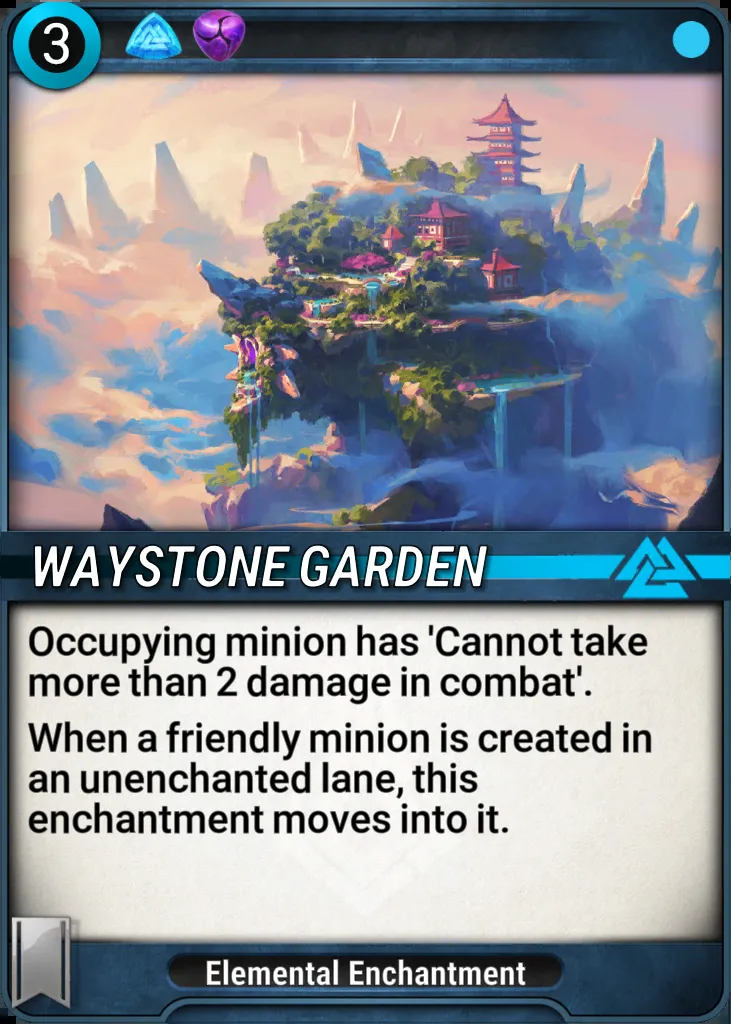 3
WAYSTONE GARDEN
Occupying minion has 'Cannot take
more than 2 damage in combat'.
When a friendly minion is created in
an unenchanted lane, this
enchantment moves into it.
Elemental Enchantment